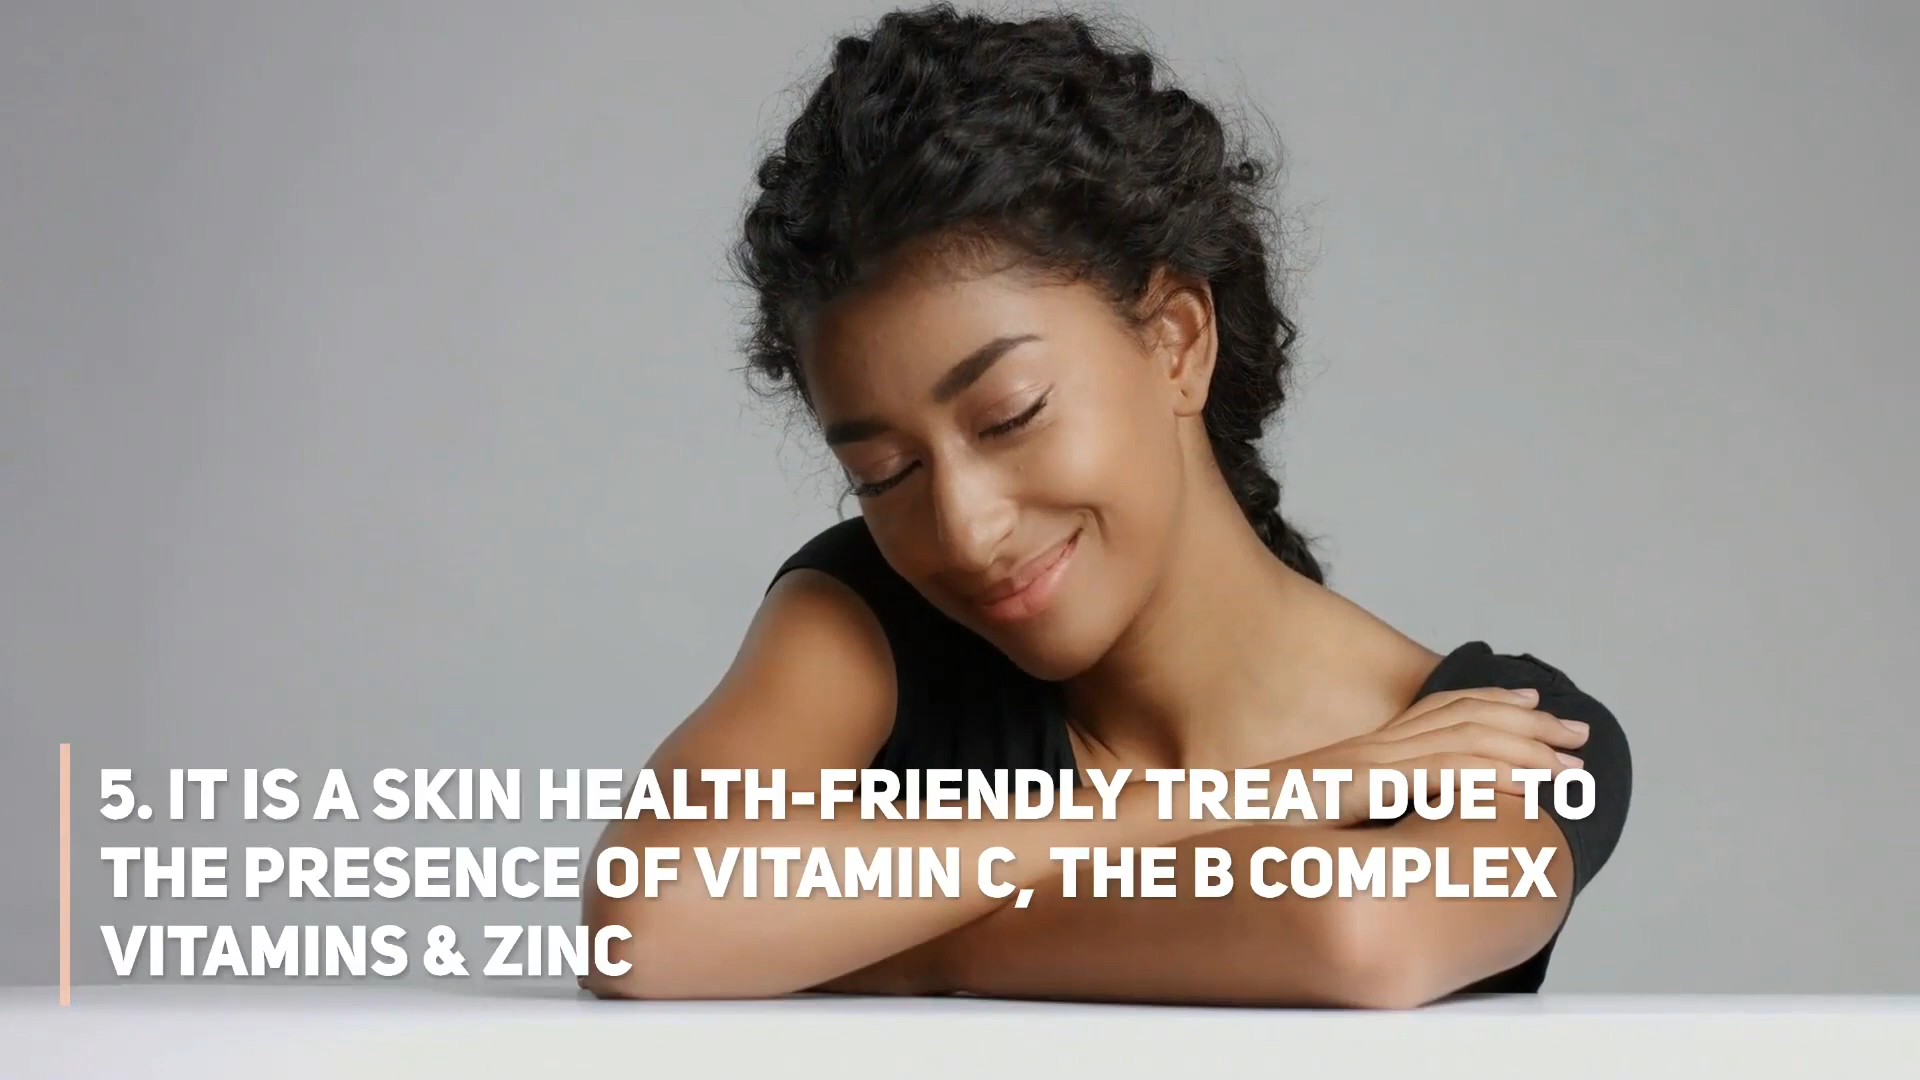 5. IT IS A SKIN HEALTH-FRIENDLY TREAT DUE TO
THE PRESENCE OF VITAMIN C, THE B COMPLEX
VITAMINS & ZINC